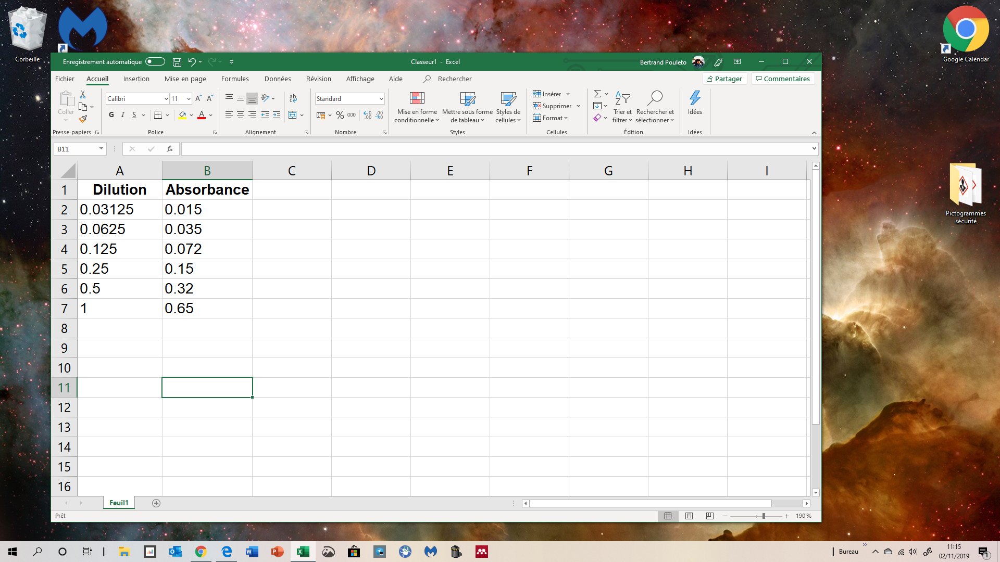 Corbeille
Google Calendar
Pictogrammes
sécurité
Enregistrement automatique
Classeur1 - Excel
Bertrand Pouleto
Fichier Accueil Insertion Mise en page Formules Données Révision Affichage Aide Rechercher
Partager Commentaires
Coller
Presse-papiers
Calibri 11
G I S
Police
ab
Alignement
Standard
% 000
Nombre
Mise en forme
conditionnelle
Mettre sous forme
de tableau
Styles de
cellules
Styles
Insérer
Supprimer
Format
Cellules
Trier et
filtrer
Rechercher et
sélectionner
Édition
Idées
Idées
B11 fx
A B C D E F G H I
1 Dilution Absorbance
2 0.03125 0.015
3 0.0625 0.035
4 0.125 0.072
5 0.25 0.15
6 0.5 0.32
7 1 0.65
8
9
10
11
12
13
14
15
16
Feuil1
Prêt
190 %
Bureau
11:15
02/11/2019
1